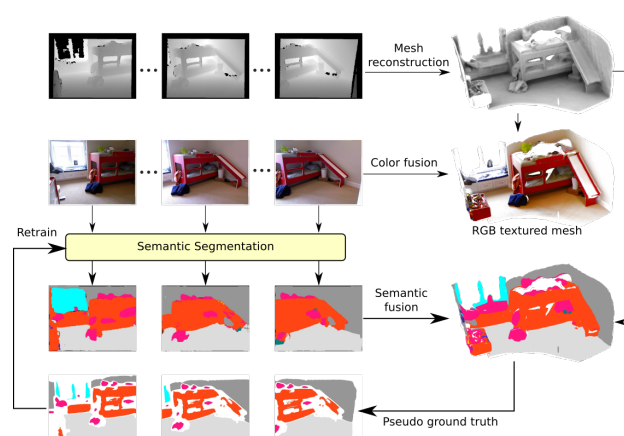 Mesh
reconstruction
Color fusion
RGB textured mesh
Retrain
Semantic Segmentation
Semantic
fusion
Pseudo ground truth